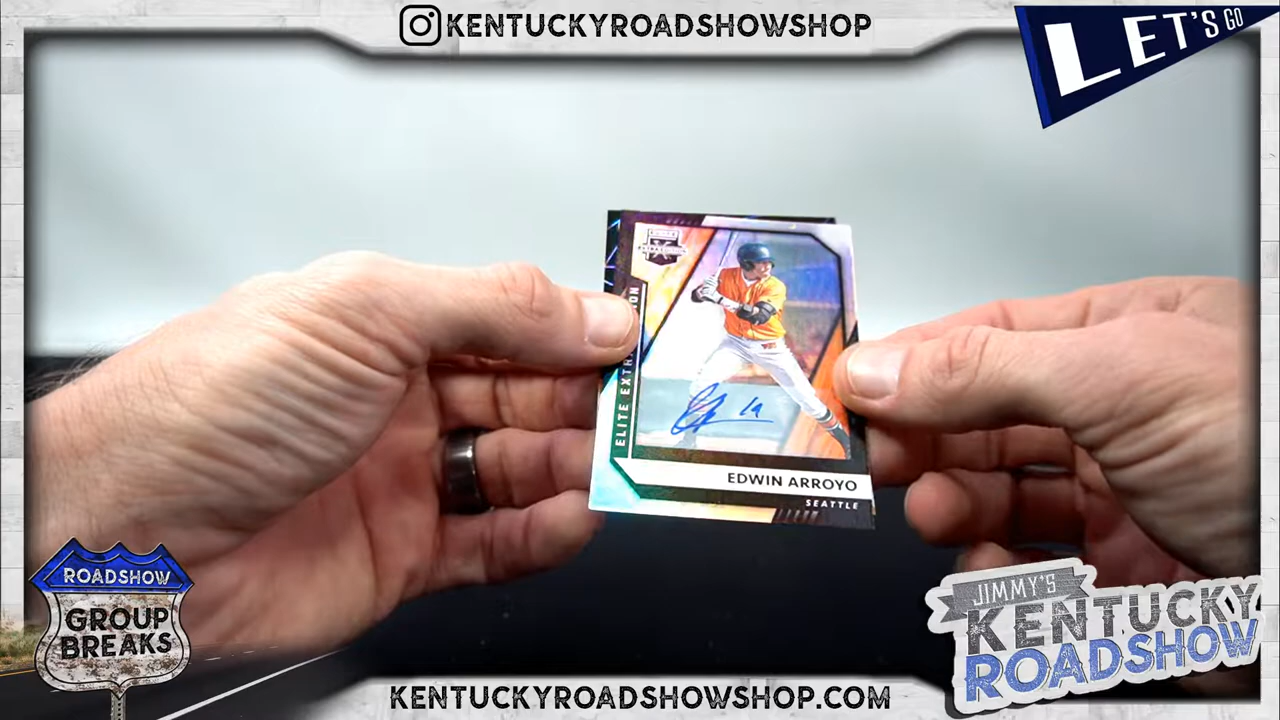 KENTUCKYROADSHOWSHOP
LET'S GO
ELITE EXTRA
EDWIN ARROYO
SEATTLE
ROADSHOW
GROUP
BREAKS
JIMMY'S
KENTUCKY
ROADSHOW
KENTUCKYROADSHOWSHOP.COM